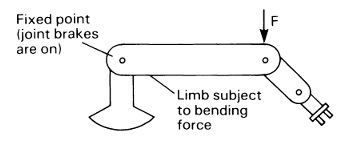 Fixed point
(joint brakes
are on)
F
Limb subject
to bending
force